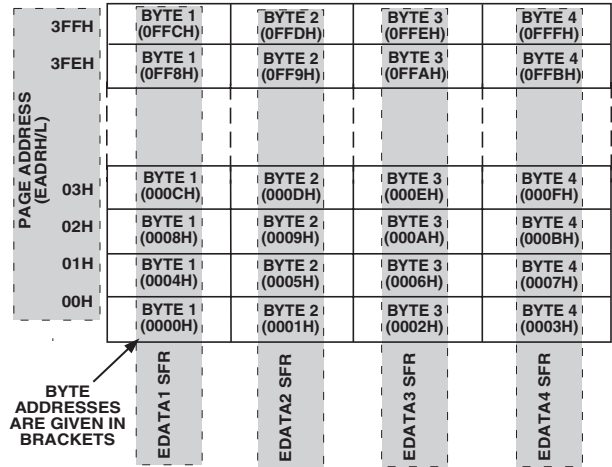 3FFH
BYTE 1
(0FFCH)
BYTE 2
(0FFDH)
BYTE 3
(0FFEH)
BYTE 4
(0FFFH)
3FEH
BYTE 1
(0FF8H)
BYTE 2
(0FF9H)
BYTE 3
(0FFAH)
BYTE 4
(0FFBH)
PAGE ADDRESS
(EADRH/L)
03H
BYTE 1
(000CH)
BYTE 2
(000DH)
BYTE 3
(000EH)
BYTE 4
(000FH)
02H
BYTE 1
(0008H)
BYTE 2
(0009H)
BYTE 3
(000AH)
BYTE 4
(000BH)
01H
BYTE 1
(0004H)
BYTE 2
(0005H)
BYTE 3
(0006H)
BYTE 4
(0007H)
00H
BYTE 1
(0000H)
BYTE 2
(0001H)
BYTE 3
(0002H)
BYTE 4
(0003H)
BYTE
ADDRESSES
ARE GIVEN IN
BRACKETS
EDATA1 SFR
EDATA2 SFR
EDATA3 SFR
EDATA4 SFR